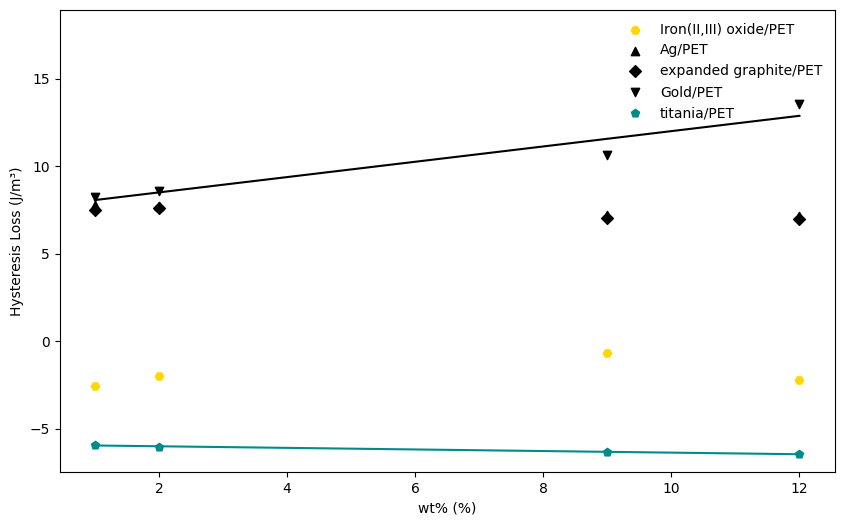 Iron(II,III) oxide/PET
Ag/PET
expanded graphite/PET
Gold/PET
titania/PET
Hysteresis Loss (J/m³)
15
10
5
0
−5
2 4 6 8 10 12
wt% (%)